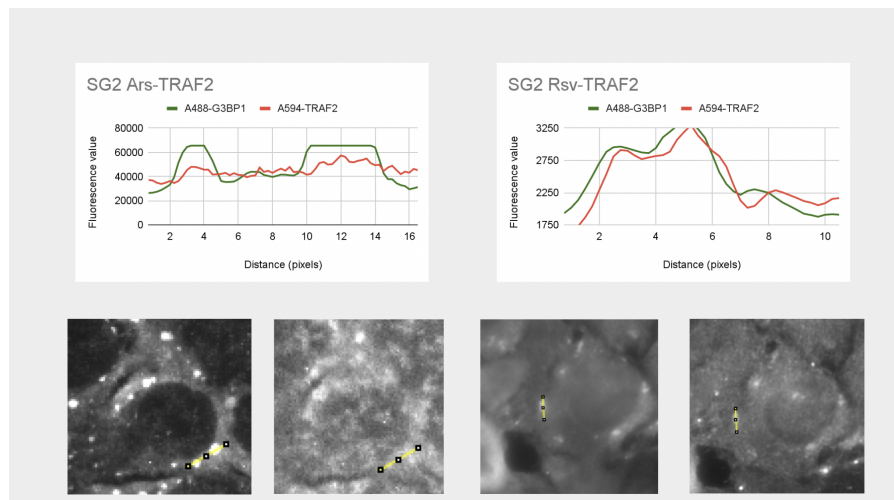 SG2 Ars-TRAF2
A488-G3BP1 A594-TRAF2
Fluorescence value
80000
60000
40000
20000
0
2 4 6 8 10 12 14 16
Distance (pixels)
SG2 Rsv-TRAF2
A488-G3BP1 A594-TRAF2
Fluorescence value
3250
2750
2250
1750
2 4 6 8 10
Distance (pixels)